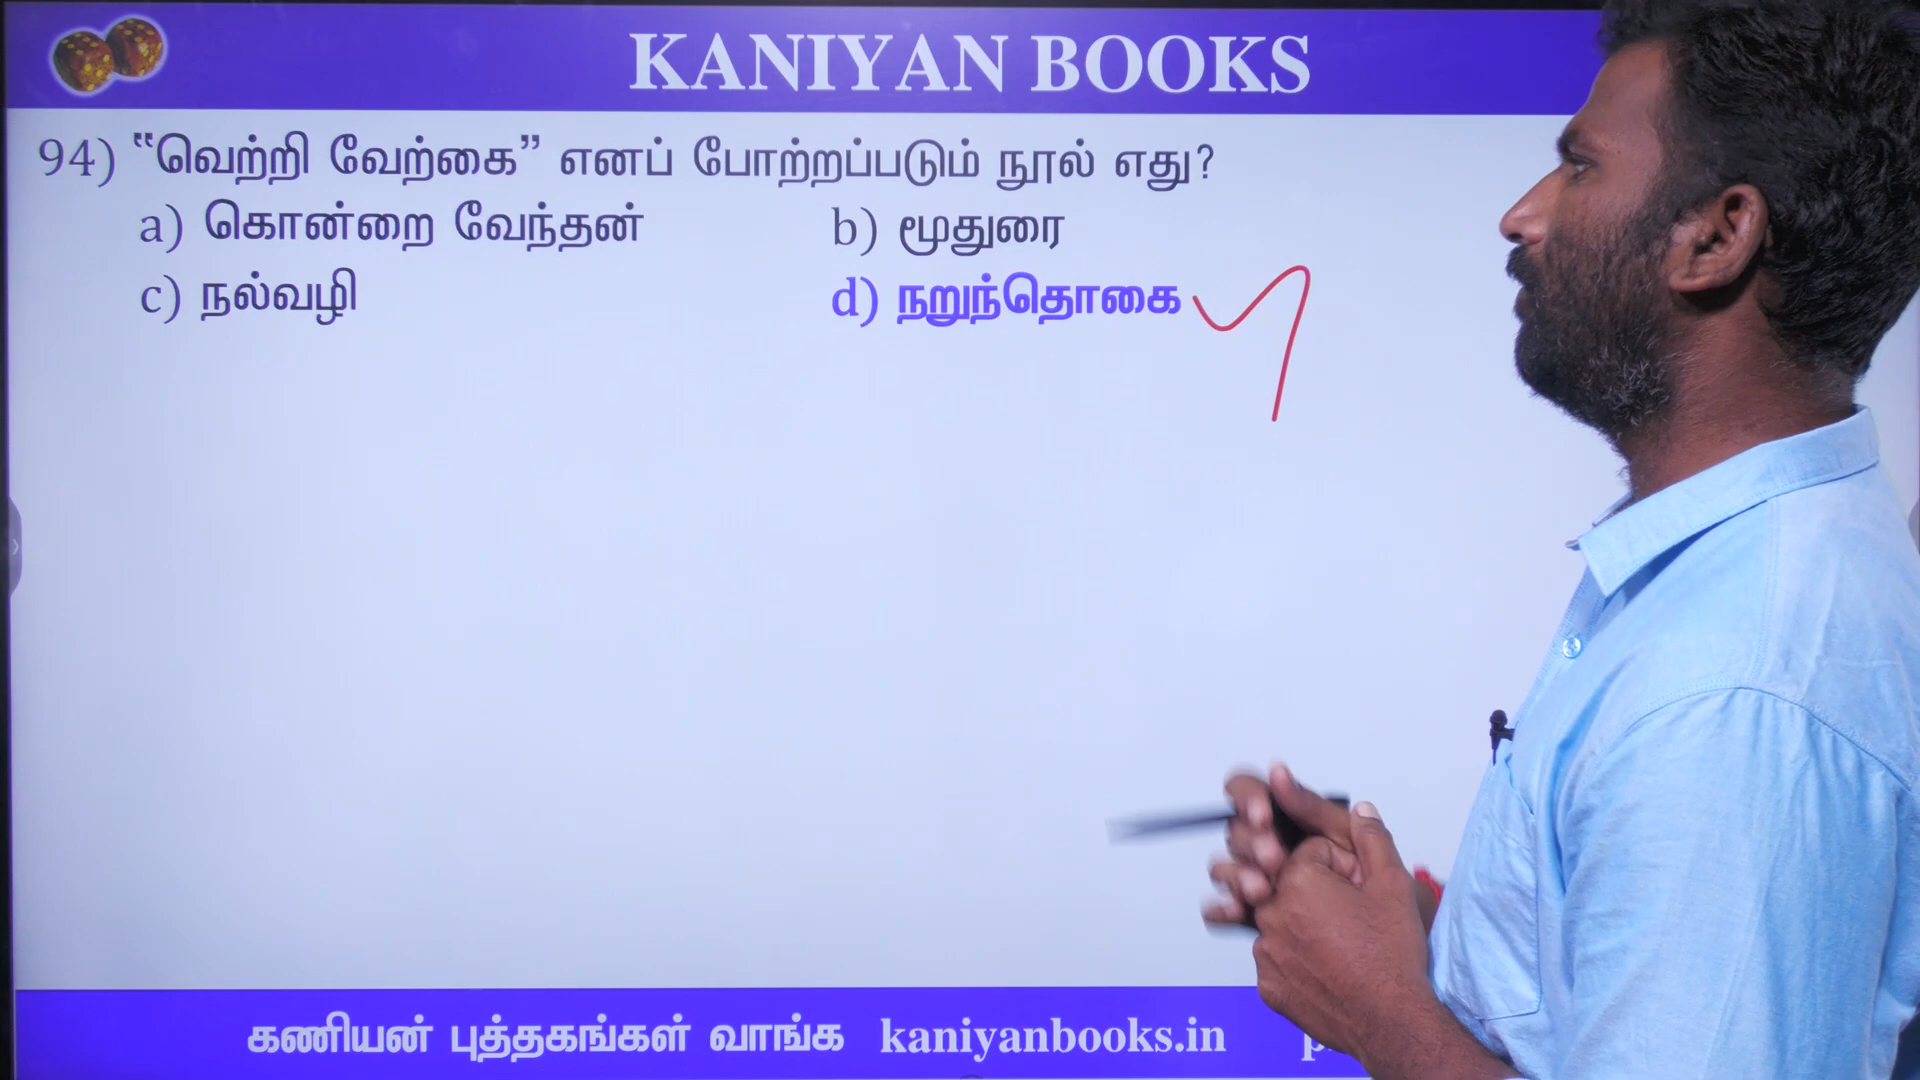 KANIYAN BOOKS
94) “வெற்றி வேற்கை” எனப் போற்றப்படும் நூல் எது?
a) கொன்றை வேந்தன் b) மூதுரை
c) நல்வழி d) நறுந்தொகை
கணியன் புத்தகங்கள் வாங்க kaniyanbooks.in